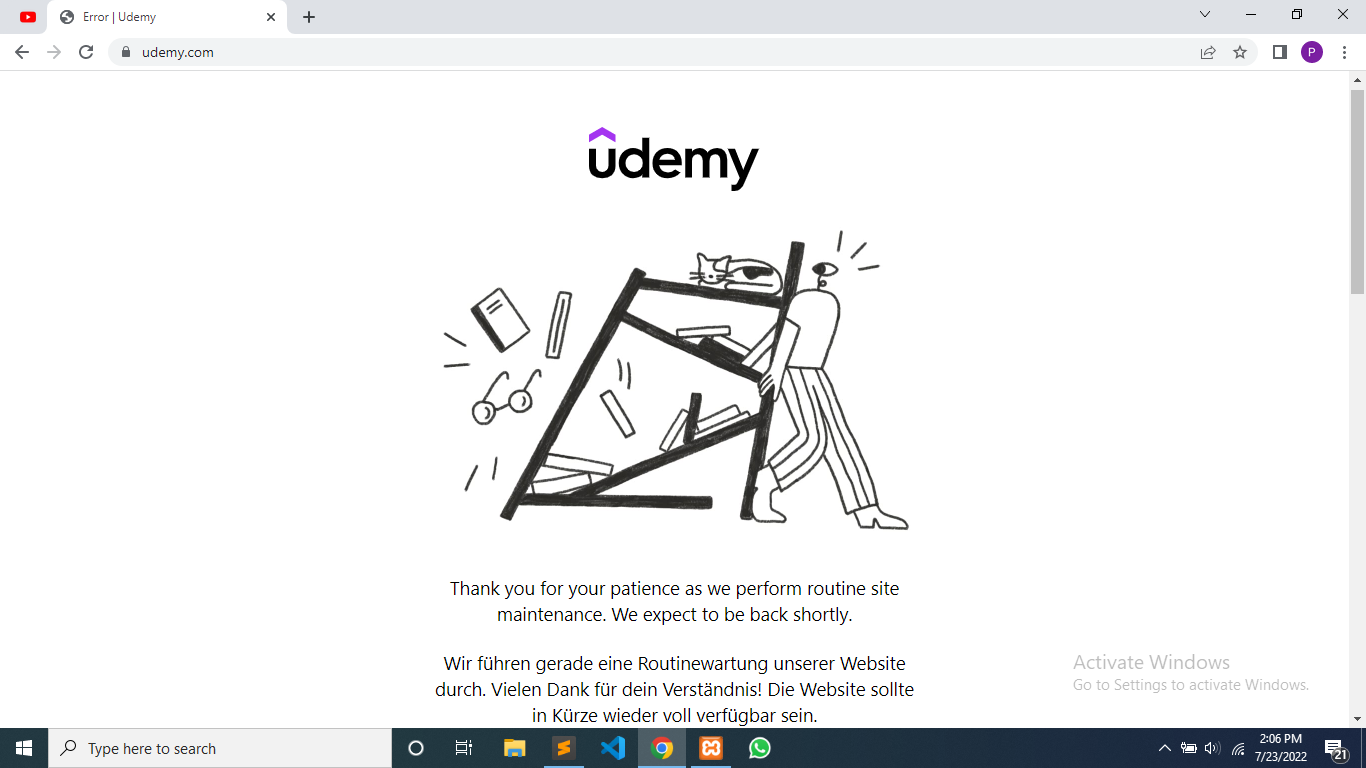 Error | Udemy
udemy.com
P
udemy
Thank you for your patience as we perform routine site
maintenance. We expect to be back shortly.
Wir führen gerade eine Routinewartung unserer Website
durch. Vielen Dank für dein Verständnis! Die Website sollte
in Kürze wieder voll verfügbar sein.
Activate Windows
Go to Settings to activate Windows.
Type here to search
2:06 PM
7/23/2022
21